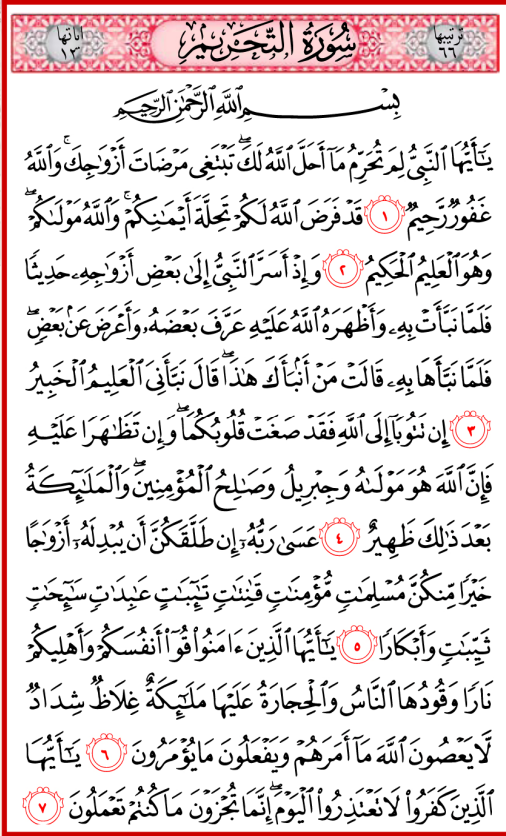 ترتيبها ٦٦ سُورَةُ التَّحْرِيمِ آياتها ١٣
بِسْمِ اللَّهِ الرَّحْمَٰنِ الرَّحِيمِ
يَٰٓأَيُّهَا ٱلنَّبِىُّ لِمَ تُحَرِّمُ مَآ أَحَلَّ ٱللَّهُ لَكَ ۖ تَبْتَغِى مَرْضَاتَ أَزْوَٰجِكَ ۚ وَٱللَّهُ
غَفُورٌ رَّحِيمٌ ١ قَدْ فَرَضَ ٱللَّهُ لَكُمْ تَحِلَّةَ أَيْمَٰنِكُمْ ۚ وَٱللَّهُ مَوْلَىٰكُمْ ۖ
وَهُوَ ٱلْعَلِيمُ ٱلْحَكِيمُ ٢ وَإِذْ أَسَرَّ ٱلنَّبِىُّ إِلَىٰ بَعْضِ أَزْوَٰجِهِۦ حَدِيثًا
فَلَمَّا نَبَّأَتْ بِهِۦ وَأَظْهَرَهُ ٱللَّهُ عَلَيْهِ عَرَّفَ بَعْضَهُۥ وَأَعْرَضَ عَنۢ بَعْضٍ ۖ
فَلَمَّا نَبَّأَهَا بِهِۦ قَالَتْ مَنْ أَنۢبَأَكَ هَٰذَا ۖ قَالَ نَبَّأَنِىَ ٱلْعَلِيمُ ٱلْخَبِيرُ
٣ إِن تَتُوبَآ إِلَى ٱللَّهِ فَقَدْ صَغَتْ قُلُوبُكُمَا ۖ وَإِن تَظَٰهَرَا عَلَيْهِ
فَإِنَّ ٱللَّهَ هُوَ مَوْلَىٰهُ وَجِبْرِيلُ وَصَٰلِحُ ٱلْمُؤْمِنِينَ ۖ وَٱلْمَلَٰٓئِكَةُ
بَعْدَ ذَٰلِكَ ظَهِيرٌ ٤ عَسَىٰ رَبُّهُۥٓ إِن طَلَّقَكُنَّ أَن يُبْدِلَهُۥٓ أَزْوَٰجًا
خَيْرًا مِّنكُنَّ مُسْلِمَٰتٍ مُّؤْمِنَٰتٍ قَٰنِتَٰتٍ تَٰٓئِبَٰتٍ عَٰبِدَٰتٍ سَٰٓئِحَٰتٍ
ثَيِّبَٰتٍ وَأَبْكَارًا ٥ يَٰٓأَيُّهَا ٱلَّذِينَ ءَامَنُوا۟ قُوٓا۟ أَنفُسَكُمْ وَأَهْلِيكُمْ
نَارًا وَقُودُهَا ٱلنَّاسُ وَٱلْحِجَارَةُ عَلَيْهَا مَلَٰٓئِكَةٌ غِلَاظٌ شِدَادٌ
لَّا يَعْصُونَ ٱللَّهَ مَآ أَمَرَهُمْ وَيَفْعَلُونَ مَا يُؤْمَرُونَ ٦ يَٰٓأَيُّهَا
ٱلَّذِينَ كَفَرُوا۟ لَا تَعْتَذِرُوا۟ ٱلْيَوْمَ ۖ إِنَّمَا تُجْزَوْنَ مَا كُنتُمْ تَعْمَلُونَ ٧